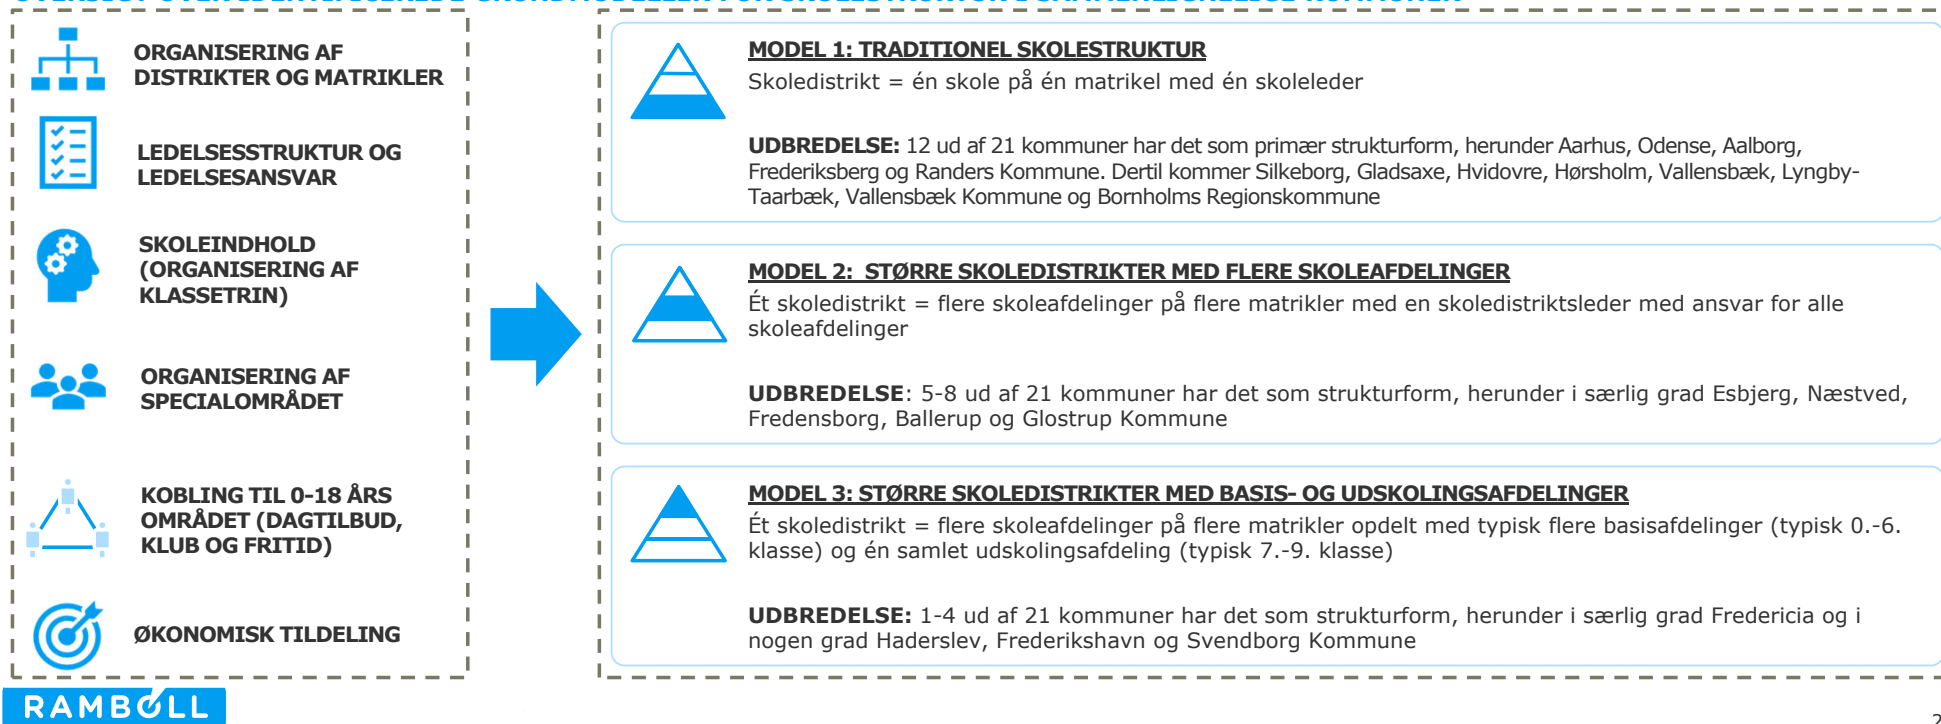 OVERSIGT OVER IDENTIFICEREDE GRUNDMODELLER FOR SKOLESTRUKTUR I SAMMENLIGNELIGE KOMMUNER
ORGANISERING AF
DISTRIKTER OG MATRIKLER
LEDELSESSTRUKTUR OG
LEDELSESANSVAR
SKOLEINDHOLD
(ORGANISERING AF
KLASSETRIN)
ORGANISERING AF
SPECIALOMRÅDET
KOBLING TIL 0-18 ÅRS
OMRÅDET (DAGTILBUD,
KLUB OG FRITID)
ØKONOMISK TILDELING
MODEL 1: TRADITIONEL SKOLESTRUKTUR
Skoledistrikt = én skole på én matrikel med én skoleleder
UDBREDELSE: 12 ud af 21 kommuner har det som primær strukturform, herunder Aarhus, Odense, Aalborg,
Frederiksberg og Randers Kommune. Dertil kommer Silkeborg, Gladsaxe, Hvidovre, Hørsholm, Vallensbæk, Lyngby-
Taarbæk, Vallensbæk Kommune og Bornholms Regionskommune
MODEL 2:  STØRRE SKOLEDISTRIKTER MED FLERE SKOLEAFDELINGER
Ét skoledistrikt = flere skoleafdelinger på flere matrikler med en skoledistriktsleder med ansvar for alle
skoleafdelinger
UDBREDELSE: 5-8 ud af 21 kommuner har det som strukturform, herunder i særlig grad Esbjerg, Næstved,
Fredensborg, Ballerup og Glostrup Kommune
MODEL 3: STØRRE SKOLEDISTRIKTER MED BASIS- OG UDSKOLINGSAFDELINGER
Ét skoledistrikt = flere skoleafdelinger på flere matrikler opdelt med typisk flere basisafdelinger (typisk 0.-6.
klasse) og én samlet udskolingsafdeling (typisk 7.-9. klasse)
UDBREDELSE: 1-4 ud af 21 kommuner har det som strukturform, herunder i særlig grad Fredericia og i
nogen grad Haderslev, Frederikshavn og Svendborg Kommune
RAMBØLL